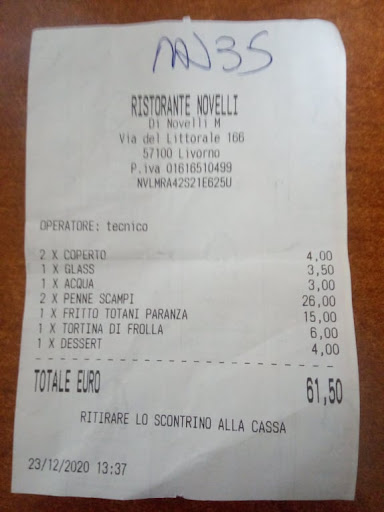 RISTORANTE NOVELLI
Di Novelli M
Via del Littorale 166
57100 Livorno
P.iva 01616510499
NVLMRA42S21E625U
OPERATORE: tecnico
2 X COPERTO 4,00
1 X GLASS 3,50
1 X ACQUA 3,00
2 X PENNE SCAMPI 26,00
1 X FRITTO TOTANI PARANZA 15,00
1 X TORTINA DI FROLLA 6,00
1 X DESSERT 4,00
TOTALE EURO 61,50
RITIRARE LO SCONTRINO ALLA CASSA
23/12/2020 13:37